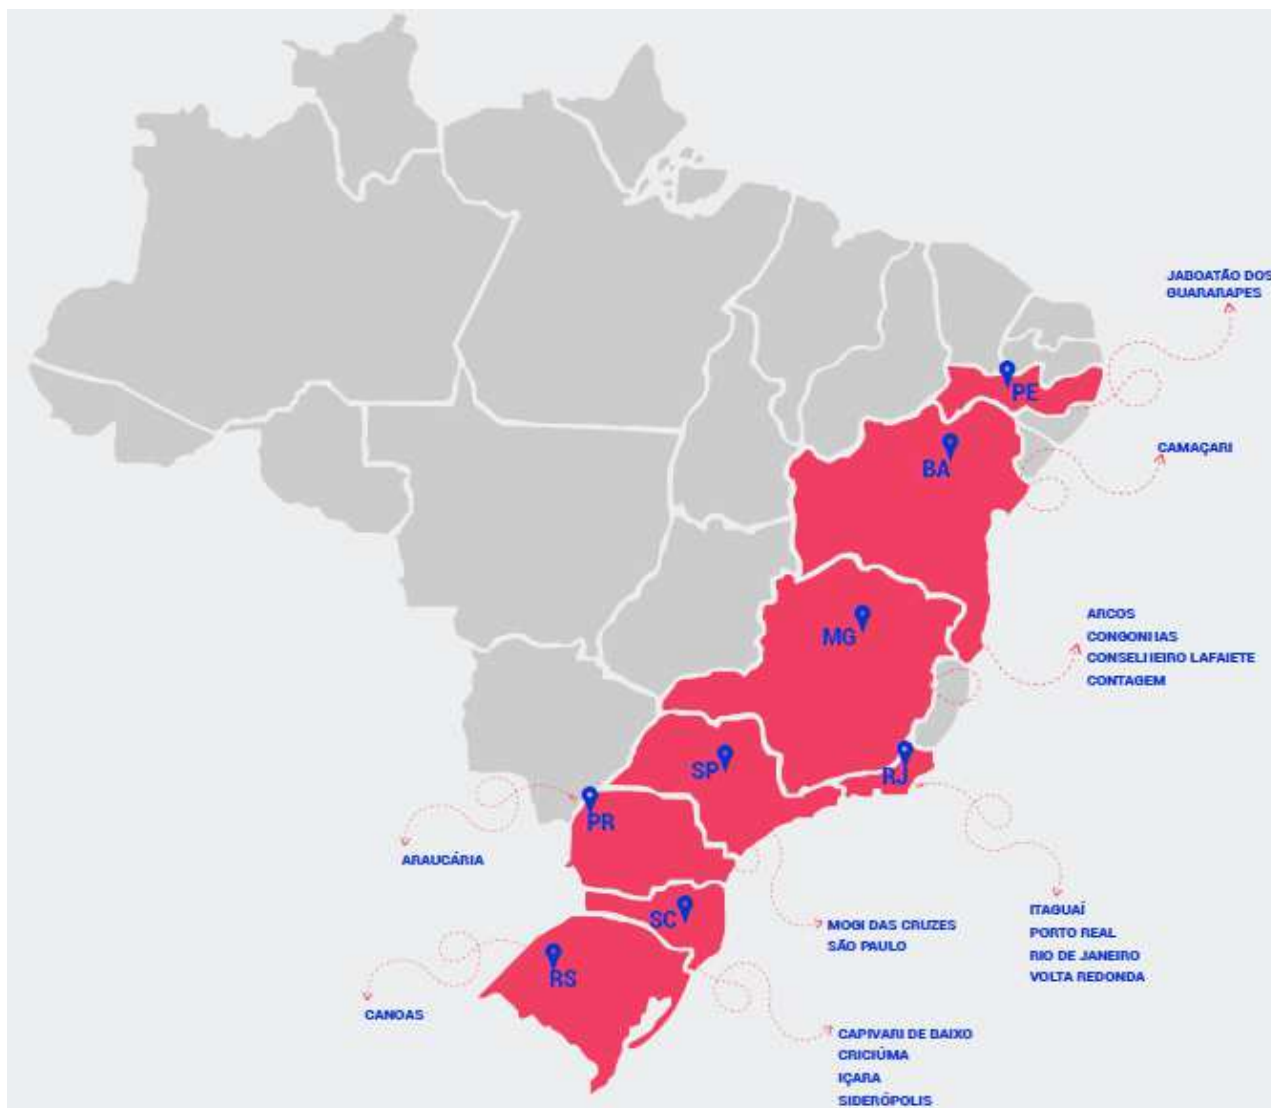 JABOATÃO DOS
GUARARAPES
PE
CAMAÇARI
BA
ARCOS
CONGONHAS
CONSELHEIRO LAFAIETE
CONTAGEM
MG
SP
RJ
PR
ARAUCÁRIA
ITAGUAÍ
PORTO REAL
RIO DE JANEIRO
VOLTA REDONDA
MOGI DAS CRUZES
SÃO PAULO
SC
RS
CANOAS
CAPIVARI DE BAIXO
CRICIÚMA
IÇARA
SIDERÓPOLIS